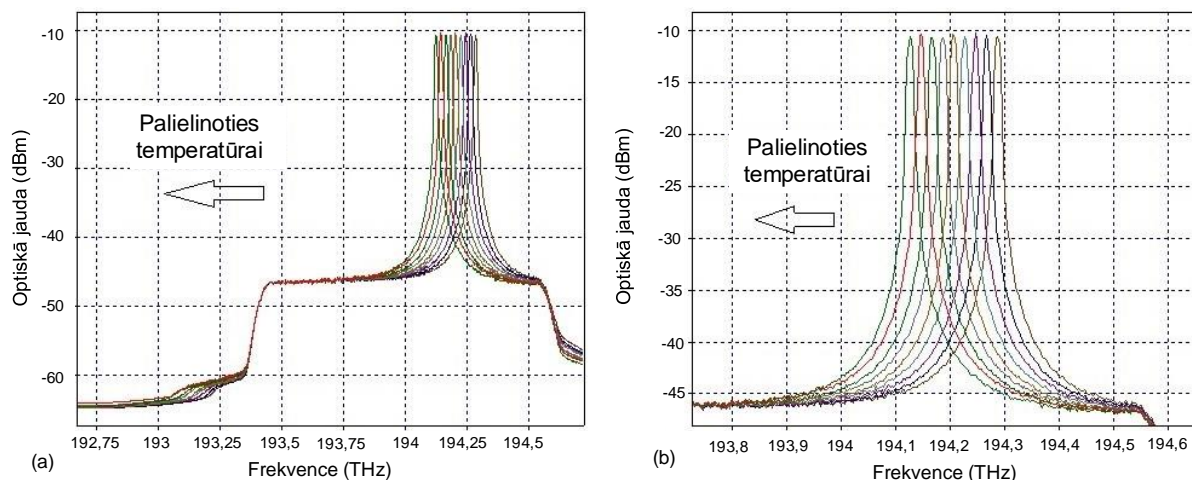 -10
-20
-30
-40
-50
-60
Optiskā jauda (dBm)
Palielinoties
temperatūrai
192,75 193 193,25 193,5 193,75 194 194,25 194,5
(a)
Frekvence (THz)
-10
-15
-20
-25
-30
-35
-40
-45
Optiskā jauda (dBm)
Palielinoties
temperatūrai
193,8 193,9 194 194,1 194,2 194,3 194,4 194,5 194,6
(b)
Frekvence (THz)